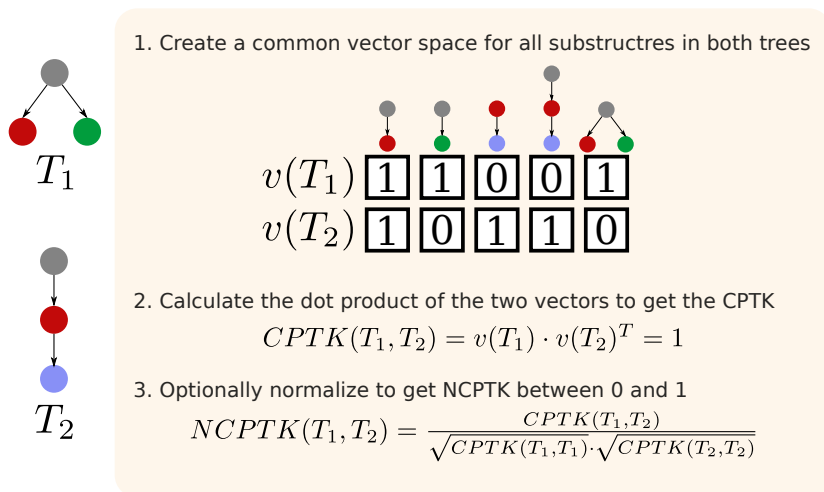 1. Create a common vector space for all substructres in both trees
T₁
v(T₁) 1 1 0 0 1
v(T₂) 1 0 1 1 0
2. Calculate the dot product of the two vectors to get the CPTK
CPTK(T₁, T₂) = v(T₁) · v(T₂)ᵀ = 1
3. Optionally normalize to get NCPTK between 0 and 1
T₂
NCPTK(T₁, T₂) = CPTK(T₁,T₂) / √CPTK(T₁,T₁)·√CPTK(T₂,T₂)